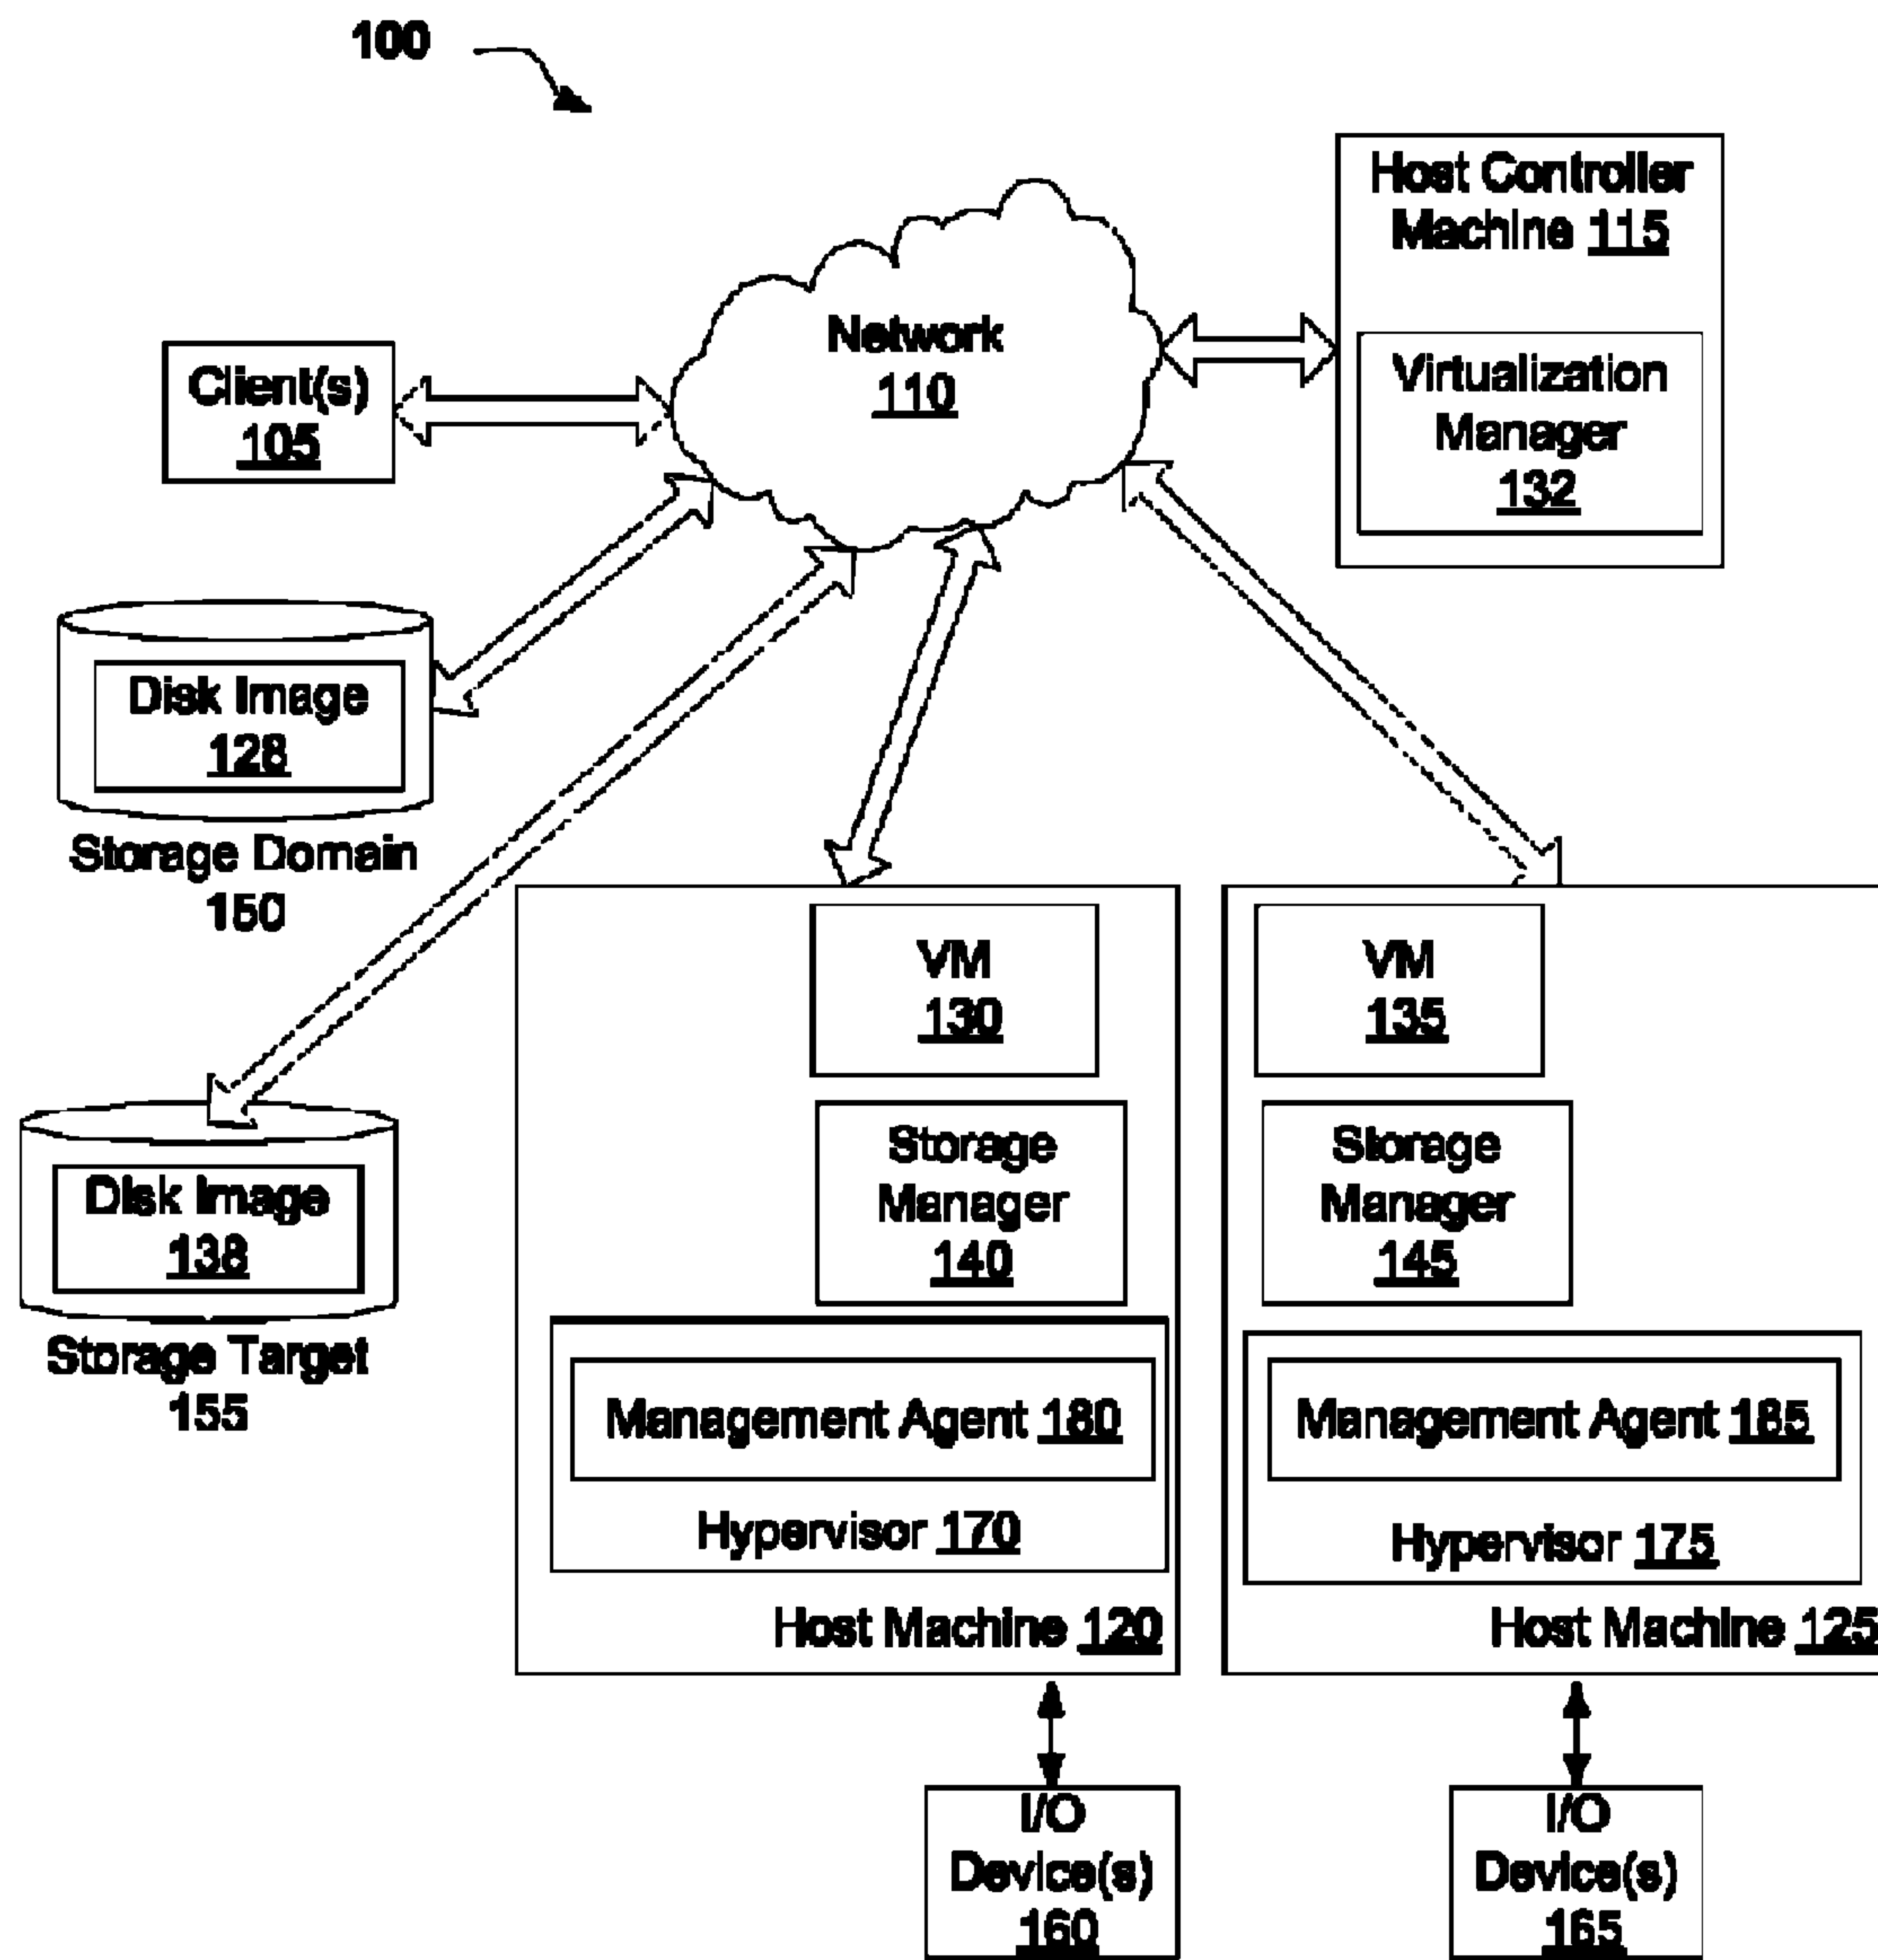 100
Host Controller
Machine 115
Virtualization
Manager
132
Network
110
Client(s)
105
Disk Image
128
Storage Domain
150
Disk Image
138
Storage Target
155
VM
130
Storage
Manager
140
Management Agent 180
Hypervisor 170
Host Machine 120
VM
135
Storage
Manager
145
Management Agent 185
Hypervisor 175
Host Machine 125
I/O
Device(s)
160
I/O
Device(s)
165